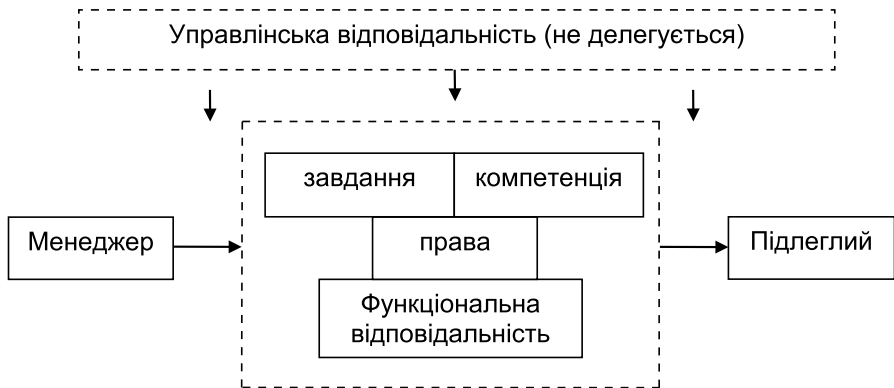 Управлінська відповідальність (не делегується)
завдання
компетенція
Менеджер
права
Підлеглий
Функціональна
відповідальність